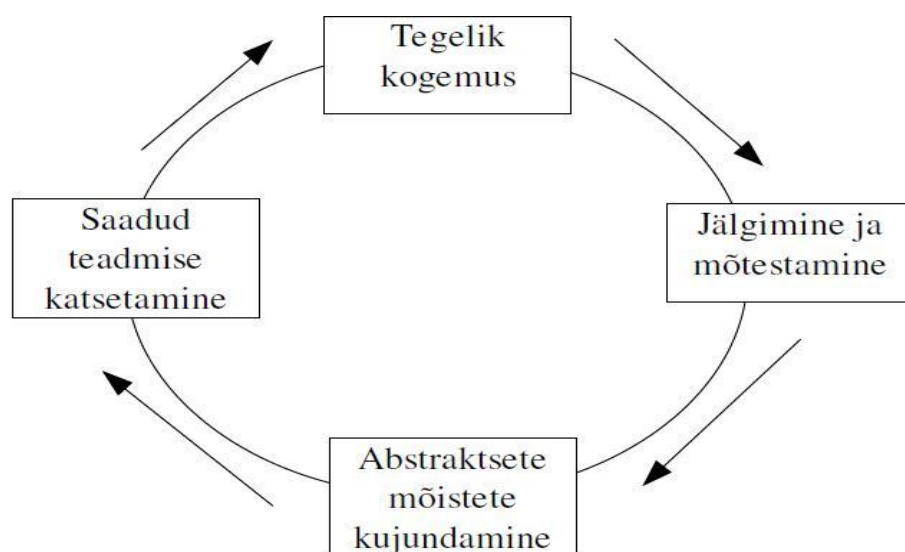 Tegelik
kogemus
Jälgimine ja
mõtestamine
Abstraktsete
mõistete
kujundamine
Saadud
teadmise
katsetamine